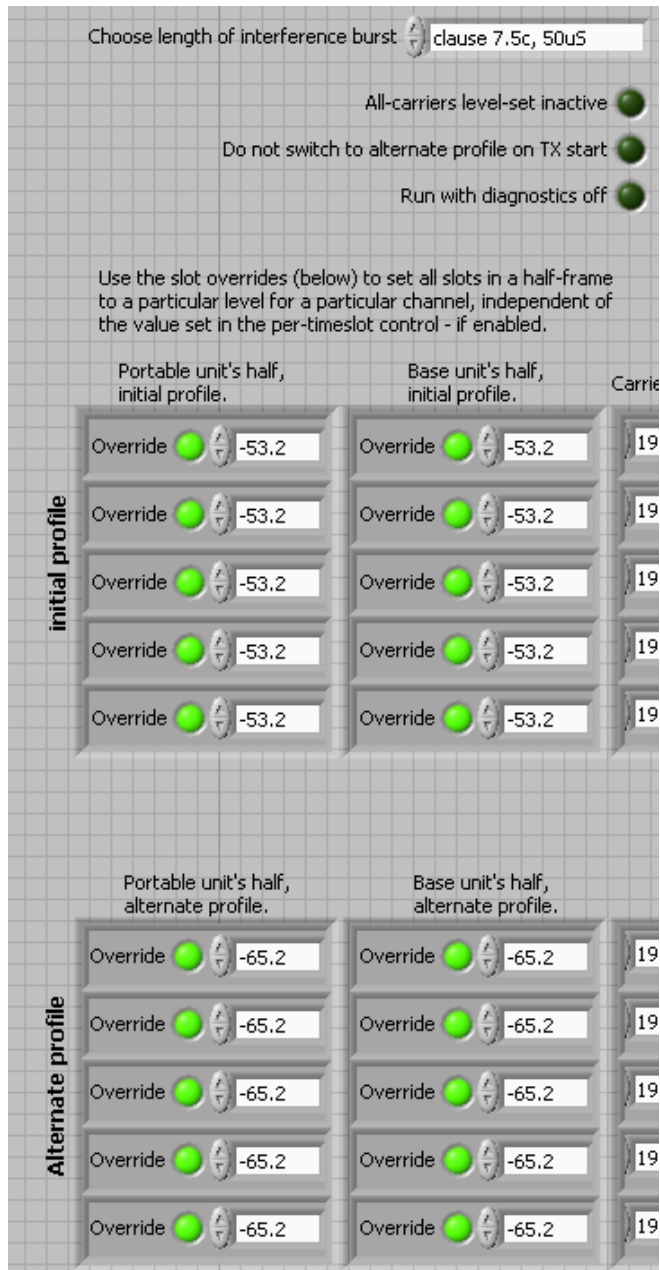 Choose length of interference burst clause 7.5c, 50uS
All-carriers level-set inactive
Do not switch to alternate profile on TX start
Run with diagnostics off
Use the slot overrides (below) to set all slots in a half-frame
to a particular level for a particular channel, independent of
the value set in the per-timeslot control - if enabled.
Portable unit's half,
initial profile.
Base unit's half,
initial profile.
Carrie
initial profile
Override -53.2 Override -53.2 19
Override -53.2 Override -53.2 19
Override -53.2 Override -53.2 19
Override -53.2 Override -53.2 19
Override -53.2 Override -53.2 19
Portable unit's half,
alternate profile.
Base unit's half,
alternate profile.
Alternate profile
Override -65.2 Override -65.2 19
Override -65.2 Override -65.2 19
Override -65.2 Override -65.2 19
Override -65.2 Override -65.2 19
Override -65.2 Override -65.2 19